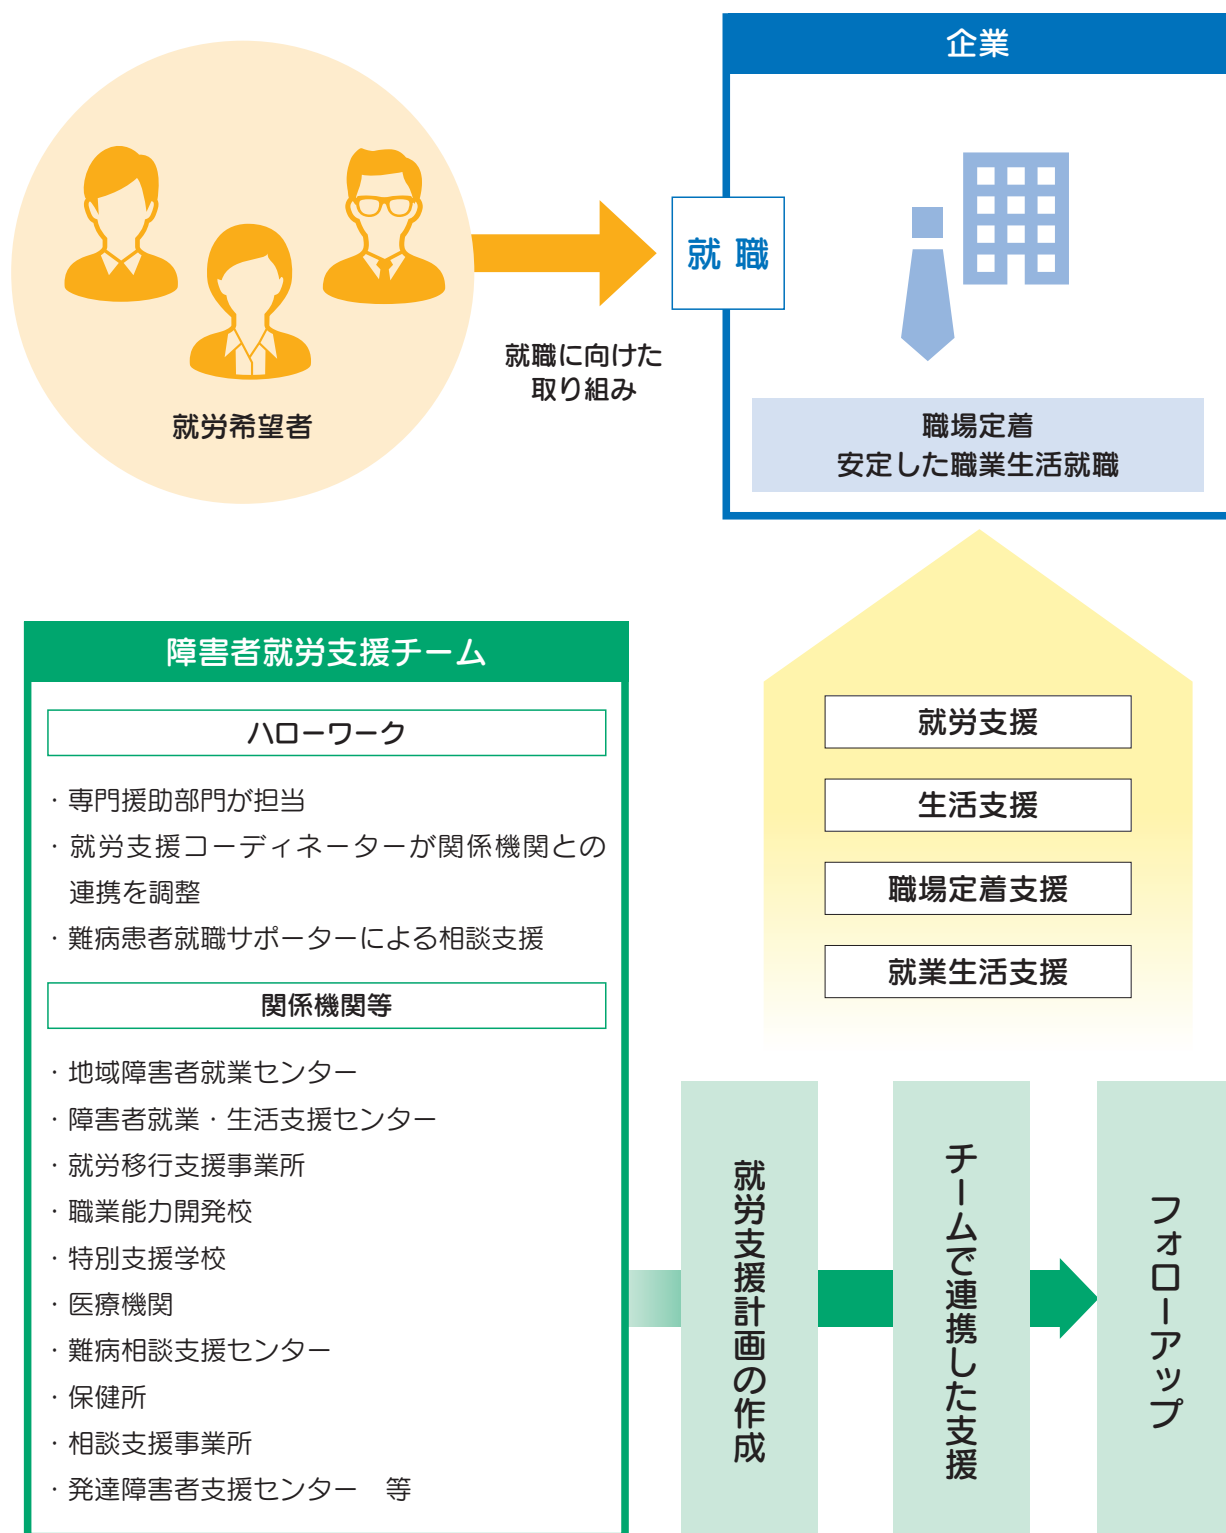 企業
就職
就職に向けた
取り組み
就労希望者
職場定着
安定した職業生活就職
障害者就労支援チーム
ハローワーク
・専門援助部門が担当
・就労支援コーディネーターが関係機関との
連携を調整
・難病患者就職サポーターによる相談支援
関係機関等
・地域障害者就業センター
・障害者就業・生活支援センター
・就労移行支援事業所
・職業能力開発校
・特別支援学校
・医療機関
・難病相談支援センター
・保健所
・相談支援事業所
・発達障害者支援センター　等
就労支援
生活支援
職場定着支援
就業生活支援
就労支援計画の作成
チームで連携した支援
フォローアップ